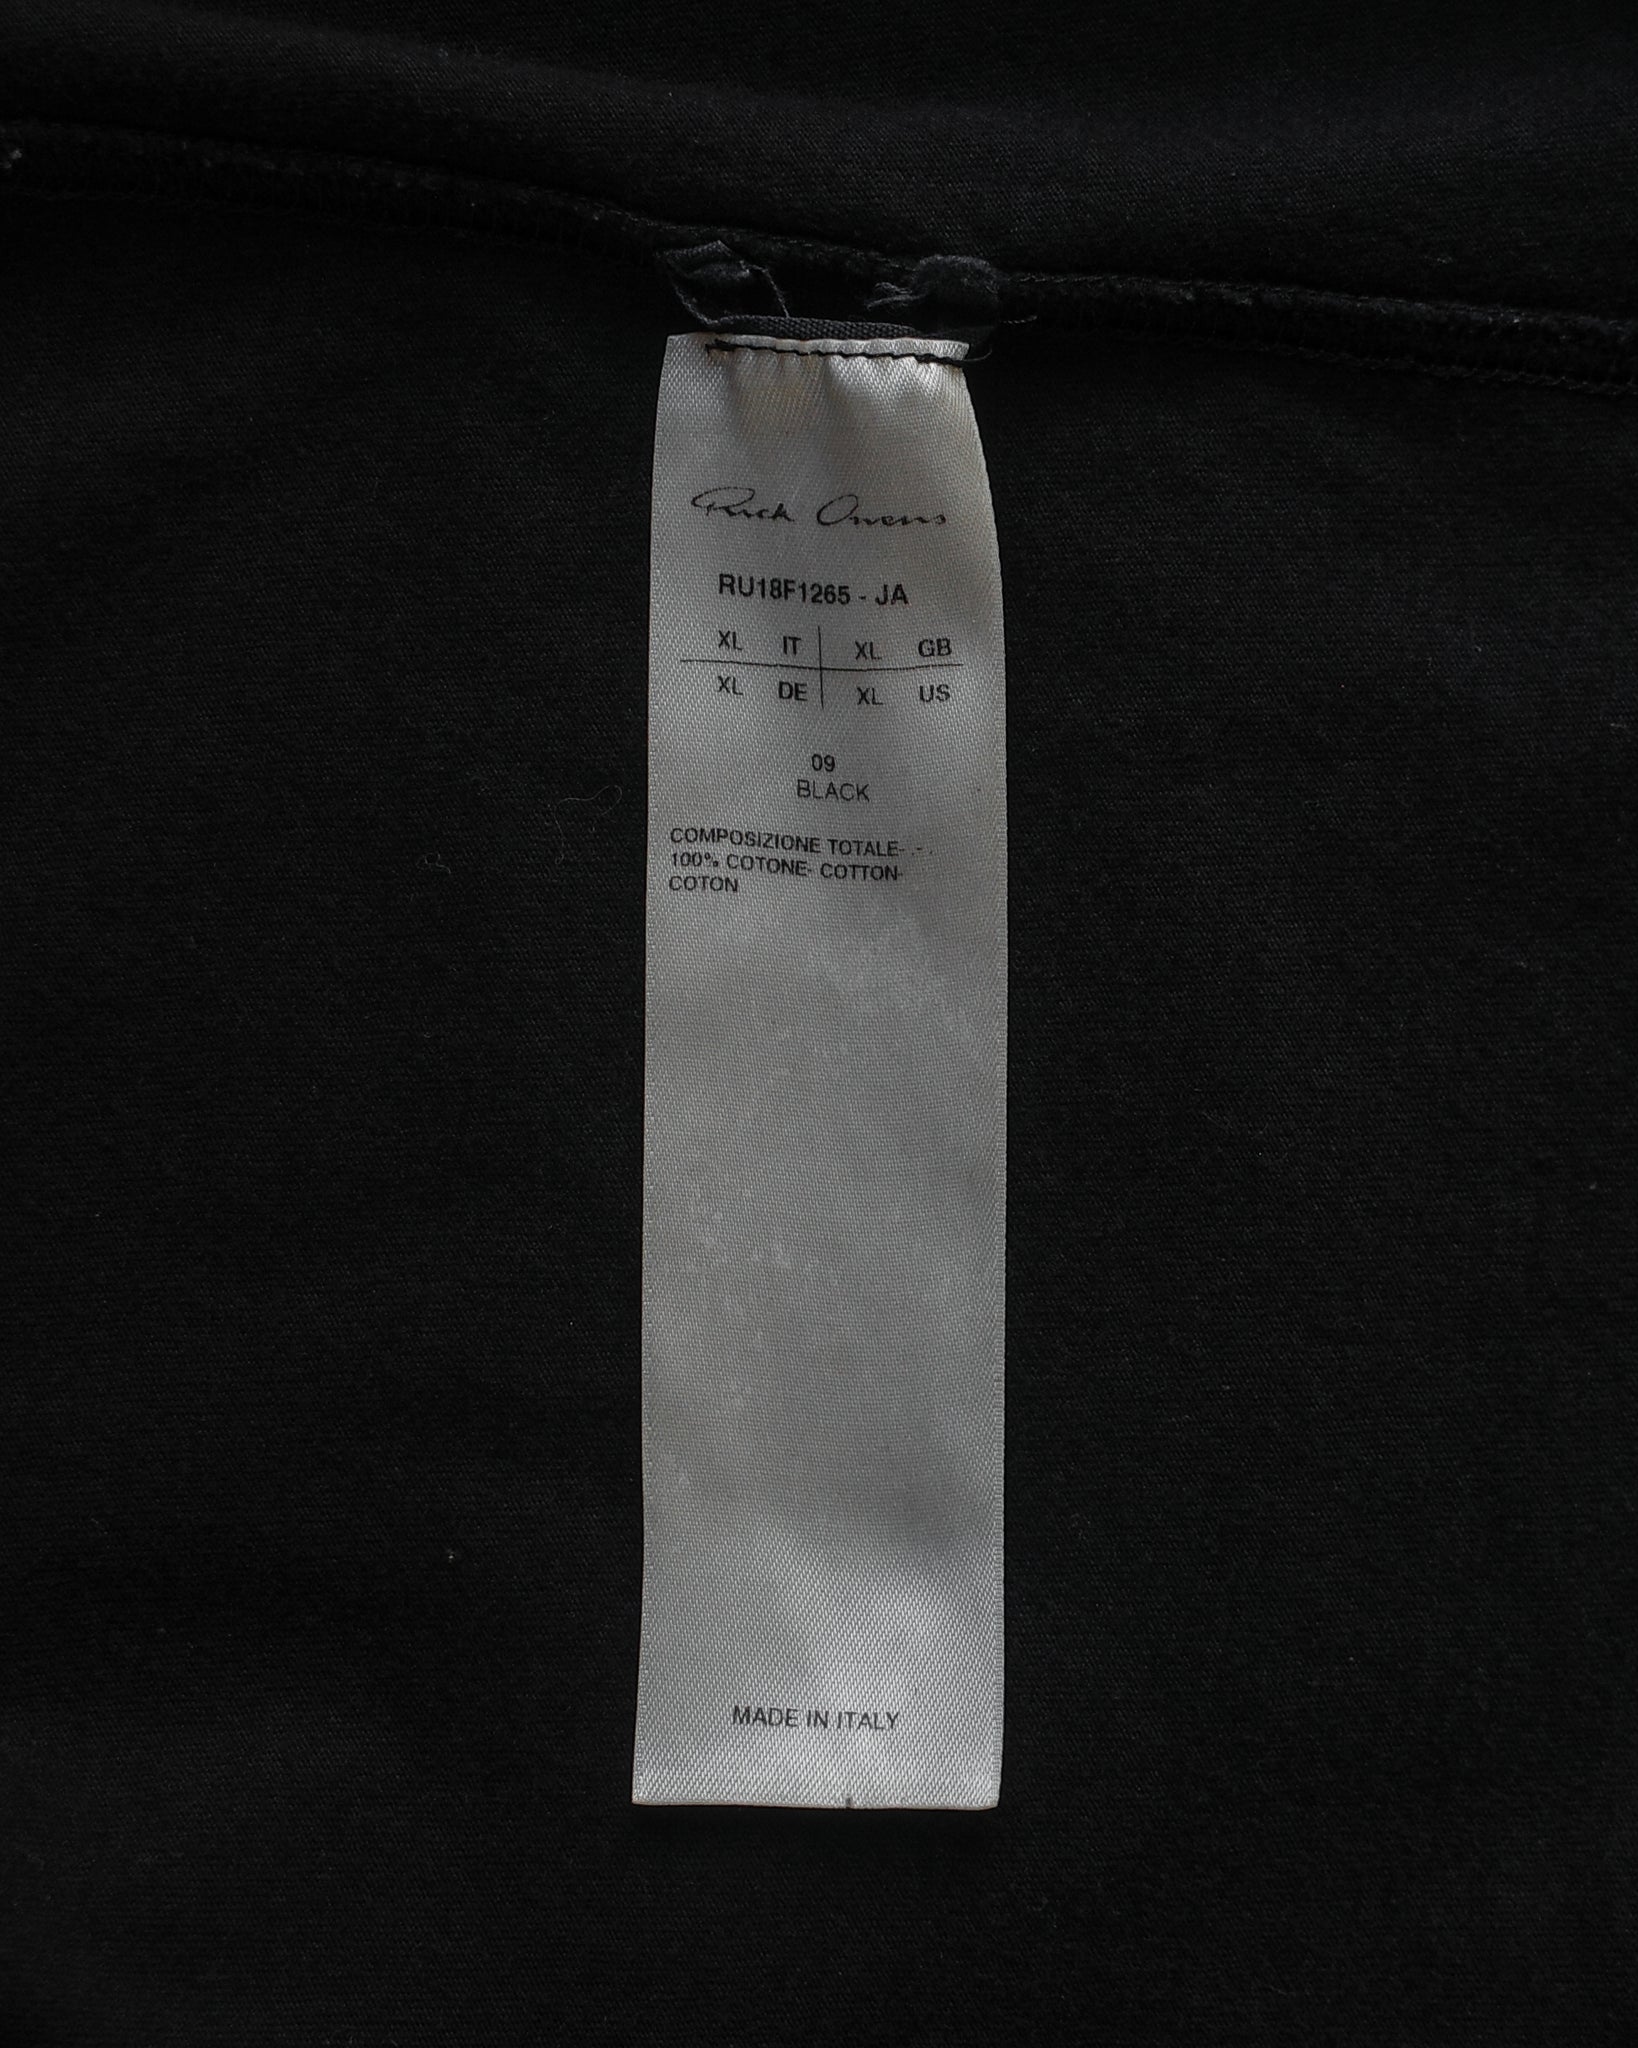 Rick Owens
RU18F1265 - JA
XL IT XL GB
XL DE XL US
09
BLACK
COMPOSIZIONE TOTALE- .- .
100% COTONE- COTTON-
COTON
MADE IN ITALY